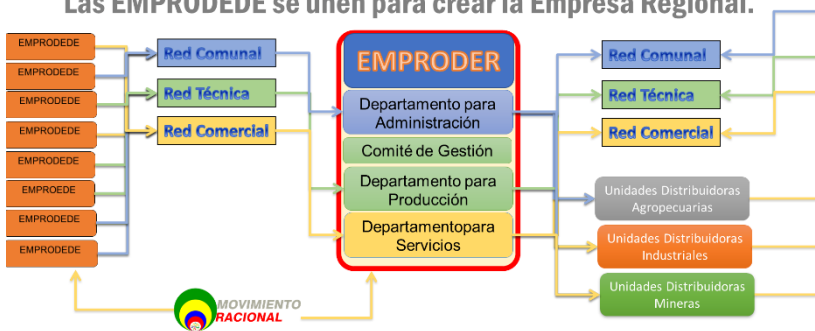 Las EMPRODEDE se unen para crear la Empresa Regional.
EMPRODEDE
EMPRODEDE
EMPRODEDE
EMPRODEDE
EMPRODEDE
EMPROEDE
EMPRODEDE
EMPRODEDE
Red Comunal
Red Técnica
Red Comercial
EMPRODER
Departamento para
Administración
Comité de Gestión
Departamento para
Producción
Departamentopara
Servicios
Red Comunal
Red Técnica
Red Comercial
Unidades Distribuidoras
Agropecuarias
Unidades Distribuidoras
Industriales
Unidades Distribuidoras
Mineras
MOVIMIENTO
RACIONAL